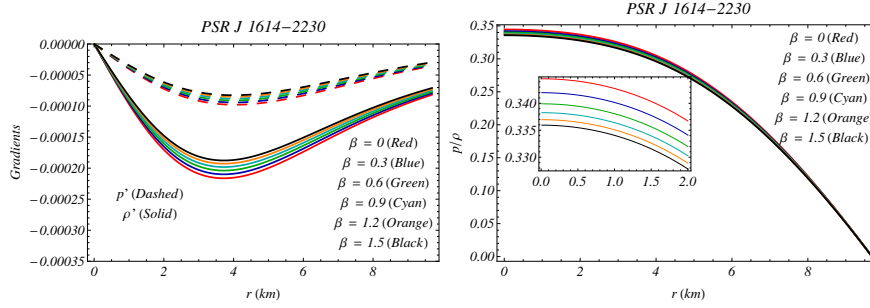 PSR J 1614−2230
0.00000
−0.00005
−0.00010
−0.00015
−0.00020
−0.00025
−0.00030
−0.00035
Gradients
β = 0 (Red)
β = 0.3 (Blue)
β = 0.6 (Green)
β = 0.9 (Cyan)
β = 1.2 (Orange)
β = 1.5 (Black)
p' (Dashed)
ρ' (Solid)
0 2 4 6 8
r (km)
PSR J 1614−2230
0.35
0.30
0.25
0.20
0.15
0.10
0.05
0.00
p/ρ
β = 0 (Red)
β = 0.3 (Blue)
β = 0.6 (Green)
β = 0.9 (Cyan)
β = 1.2 (Orange)
β = 1.5 (Black)
0.340
0.335
0.330
0.0 0.5 1.0 1.5 2.0
0 2 4 6 8
r (km)